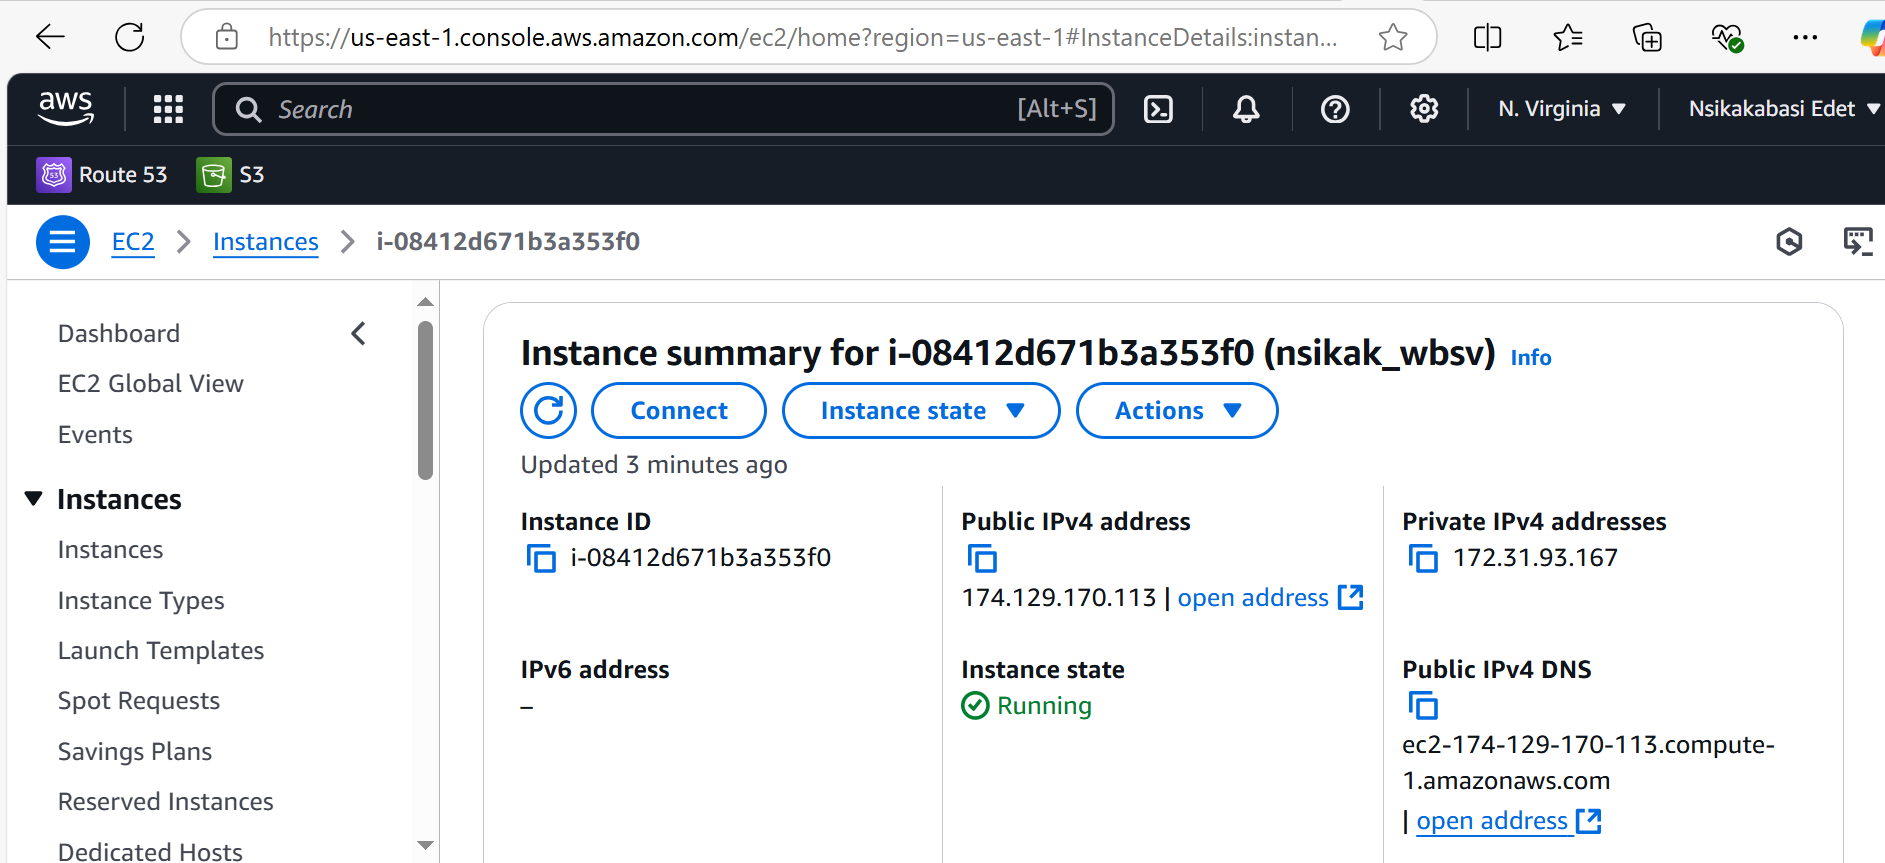 https://us-east-1.console.aws.amazon.com/ec2/home?region=us-east-1#InstanceDetails:instan...
aws
Search
[Alt+S]
N. Virginia
Nsikakabasi Edet
Route 53
S3
EC2
Instances
i-08412d671b3a353f0
Dashboard
EC2 Global View
Events
Instances
Instances
Instance Types
Launch Templates
Spot Requests
Savings Plans
Reserved Instances
Dedicated Hosts
Instance summary for i-08412d671b3a353f0 (nsikak_wbsv) Info
Connect
Instance state
Actions
Updated 3 minutes ago
Instance ID
i-08412d671b3a353f0
Public IPv4 address
174.129.170.113 | open address
Private IPv4 addresses
172.31.93.167
IPv6 address
–
Instance state
Running
Public IPv4 DNS
ec2-174-129-170-113.compute-
1.amazonaws.com
| open address